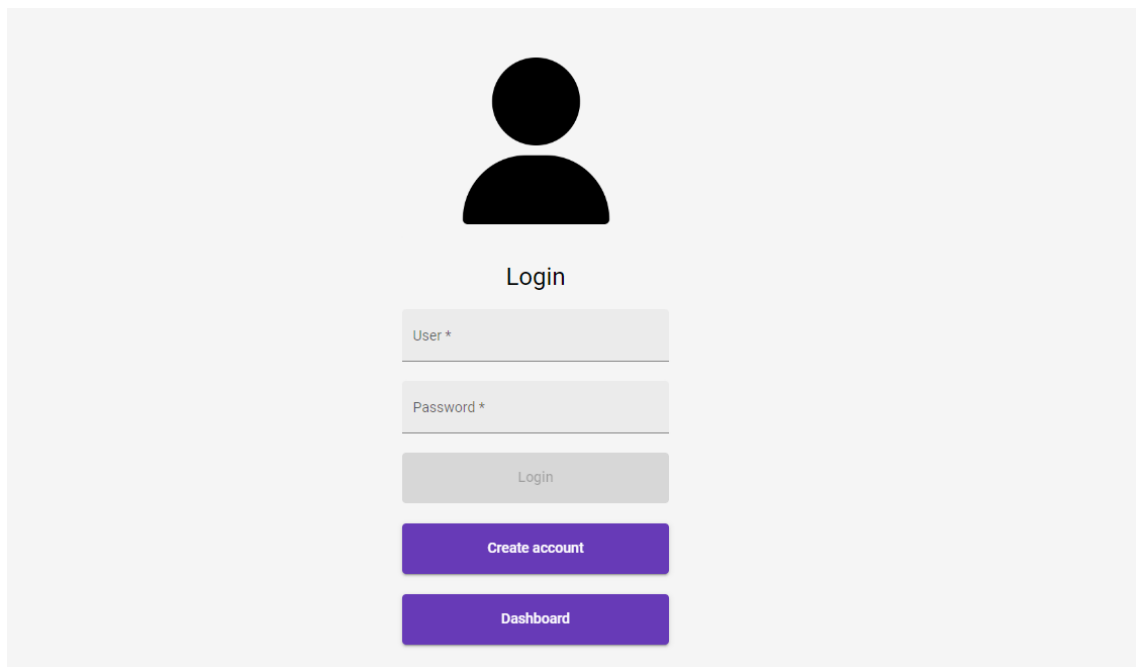 Login
User *
Password *
Login
Create account
Dashboard